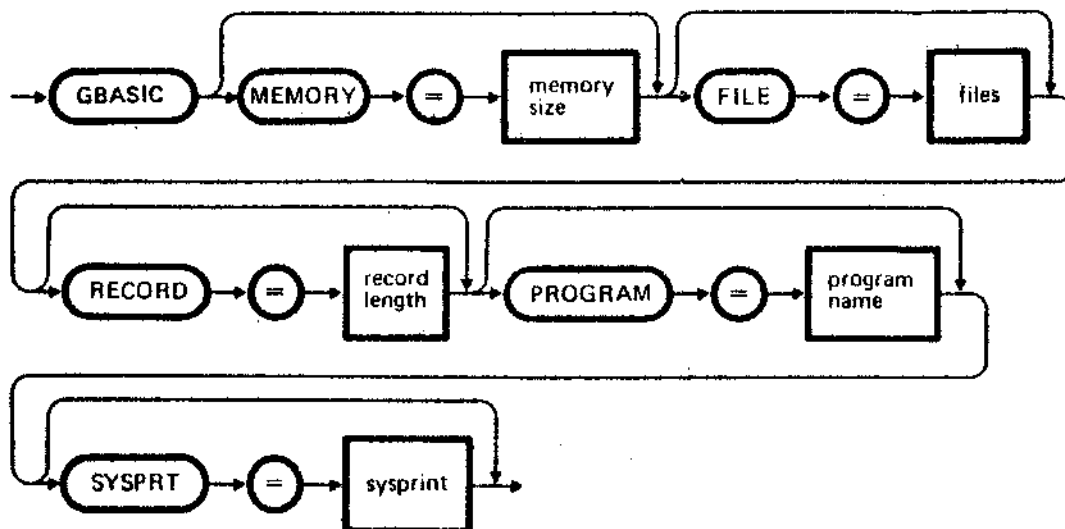 GBASIC MEMORY = memory size FILE = files
RECORD = record length PROGRAM = program name
SYSPRT = sysprint